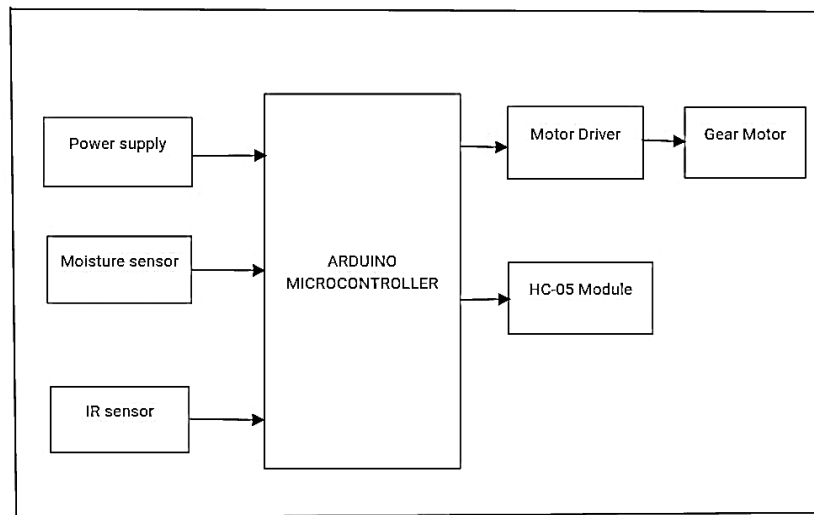 Power supply
Moisture sensor
IR sensor
ARDUINO
MICROCONTROLLER
Motor Driver
Gear Motor
HC-05 Module